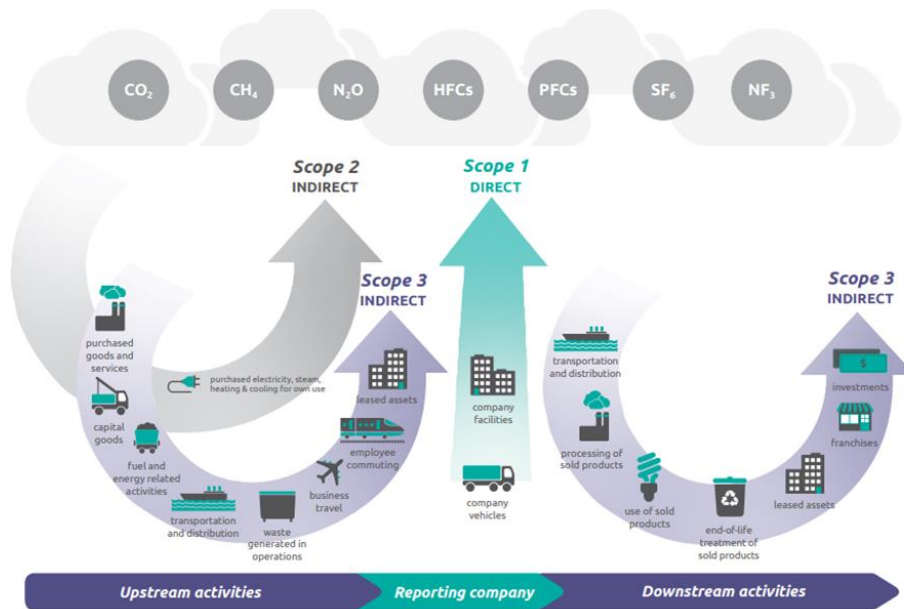 CO₂
CH₄
N₂O
HFCs
PFCs
SF₆
NF₃
Scope 2
INDIRECT
Scope 1
DIRECT
Scope 3
INDIRECT
Scope 3
INDIRECT
purchased
goods and
services
capital
goods
fuel and
energy related
activities
purchased electricity, steam,
heating & cooling for own use
transportation
and distribution
waste
generated in
operations
business
travel
employee
commuting
leased assets
company
facilities
company
vehicles
transportation
and distribution
processing of
sold products
use of sold
products
end-of-life
treatment of
sold products
leased assets
franchises
investments
Upstream activities
Reporting company
Downstream activities